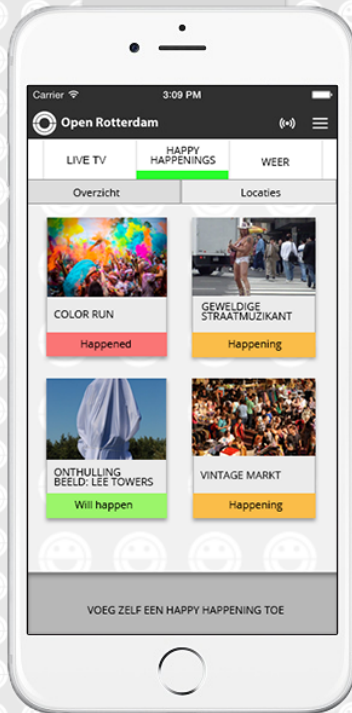 Carrier 3:09 PM
Open Rotterdam
LIVE TV
HAPPY
HAPPENINGS
WEER
Overzicht
Locaties
COLOR RUN
Happened
GEWELDIGE
STRAATMUZIKANT
Happening
ONTHULLING
BEELD: LEE TOWERS
Will happen
VINTAGE MARKT
Happening
VOEG ZELF EEN HAPPY HAPPENING TOE